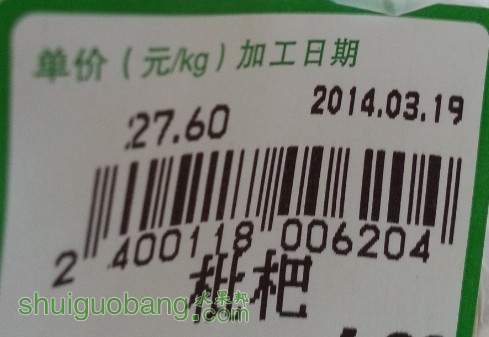 单价（元/kg）加工日期
27.60 2014.03.19
2 400118 006204
枇杷
shuiguobang.com 水果邦